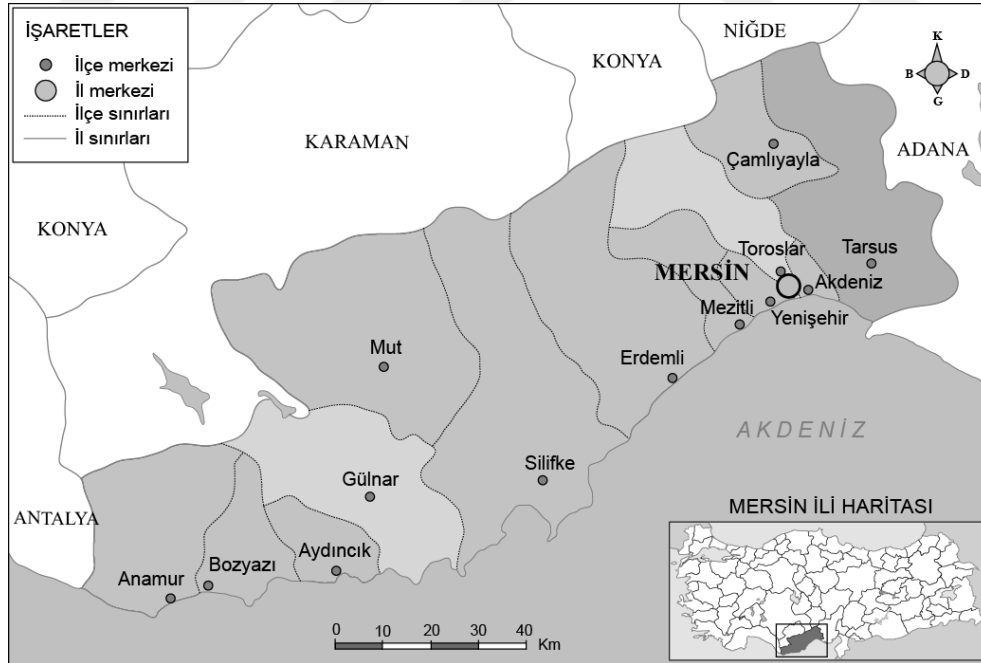 İŞARETLER
İlçe merkezi
İl merkezi
İlçe sınırları
İl sınırları
NİĞDE
KONYA
K
B
D
G
KARAMAN
ADANA
Çamlıyayla
KONYA
Toroslar
Tarsus
MERSİN
Akdeniz
Mezitli
Yenişehir
Mut
Erdemli
AKDENİZ
Silifke
Gülnar
MERSİN İLİ HARİTASI
ANTALYA
Aydıncık
Bozyazı
Anamur
0 10 20 30 40
Km